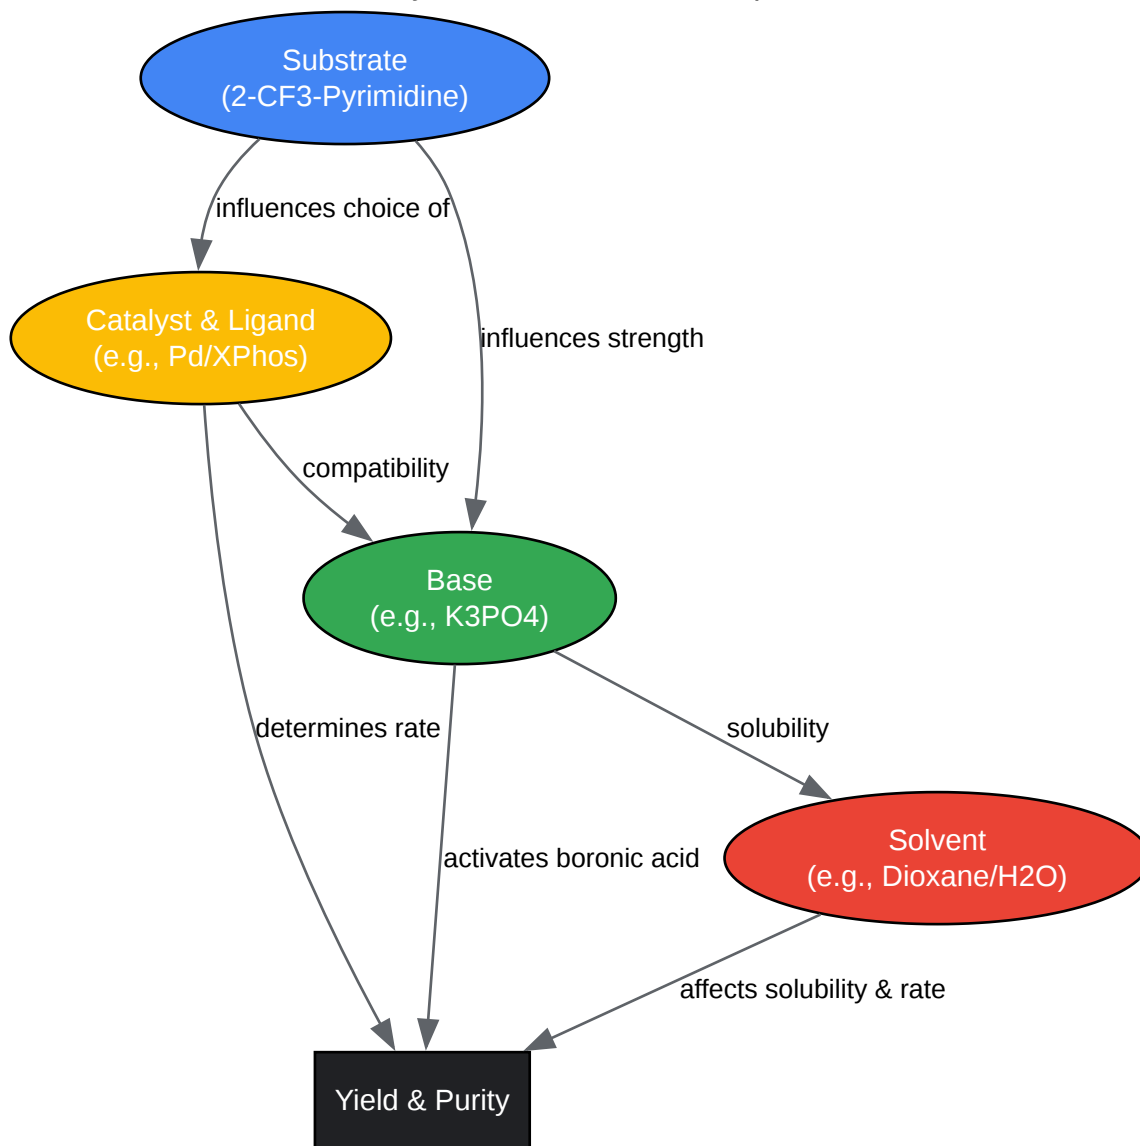 Substrate
(2-CF3-Pyrimidine)
influences choice of
Catalyst & Ligand
(e.g., Pd/XPhos)
influences strength
compatibility
Base
(e.g., K3PO4)
determines rate
solubility
activates boronic acid
Solvent
(e.g., Dioxane/H2O)
affects solubility & rate
Yield & Purity